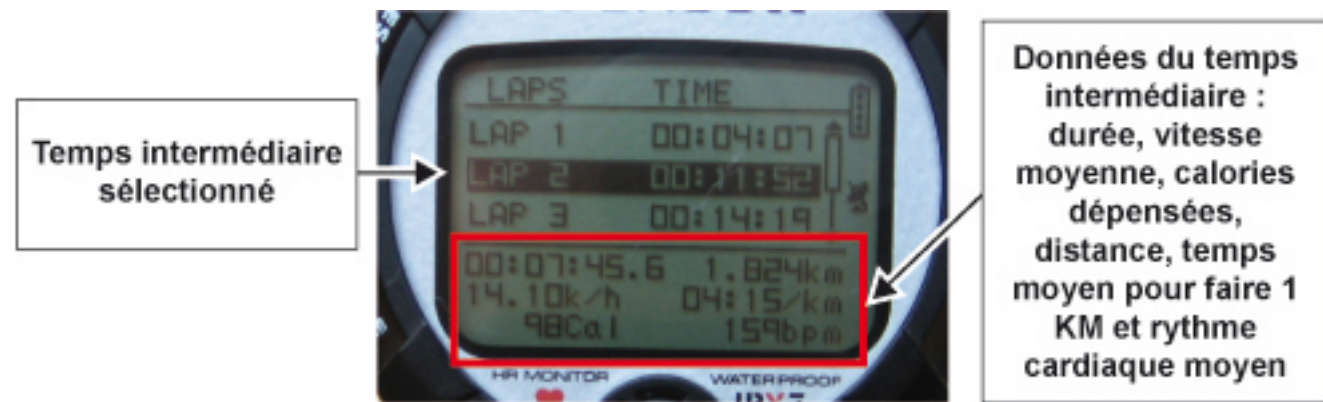 Temps intermédiaire
sélectionné
LAPS TIME
LAP 1 00:04:07
LAP 2 00:11:52
LAP 3 00:14:19
00:07:45.6 1.824km
14.10k/h 04:15/km
98Cal 159bpm
HR MONITOR WATERPROOF
Données du temps
intermédiaire :
durée, vitesse
moyenne, calories
dépensées,
distance, temps
moyen pour faire 1
KM et rythme
cardiaque moyen